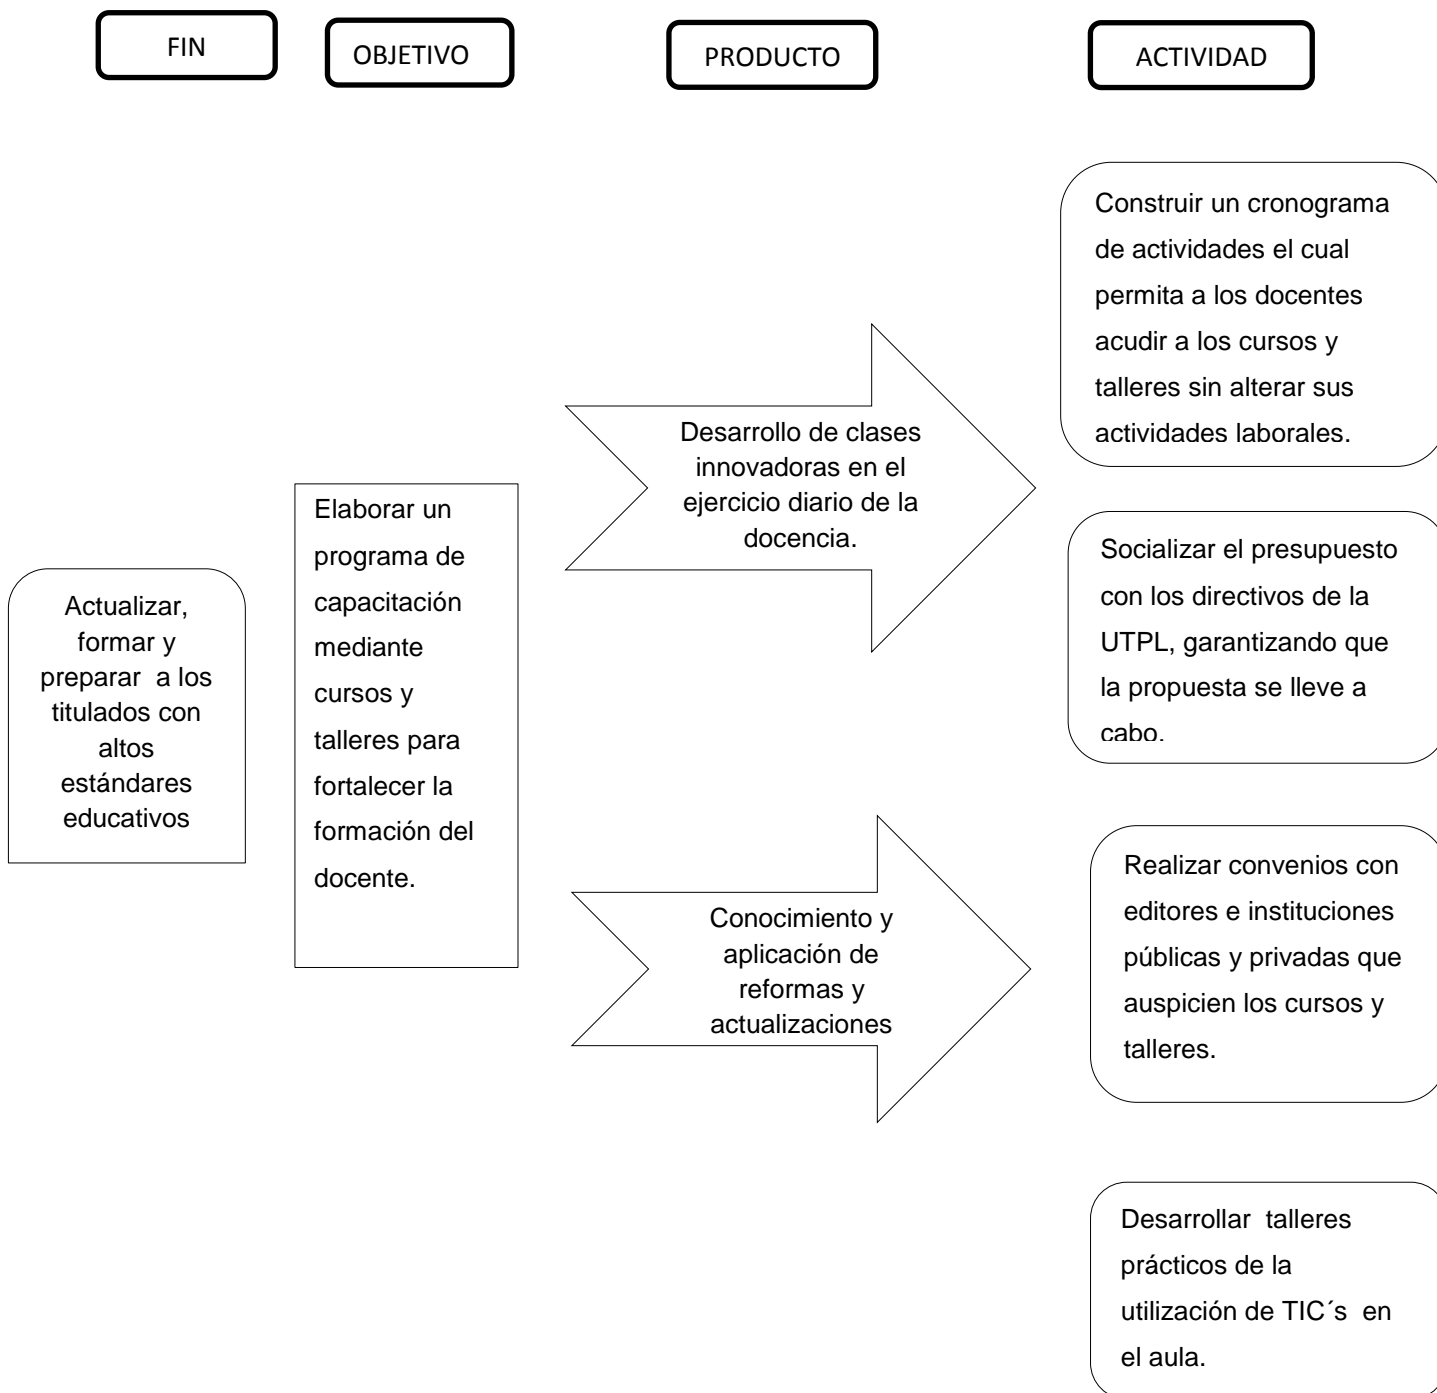 FIN
OBJETIVO
PRODUCTO
ACTIVIDAD
Actualizar,
formar y
preparar  a los
titulados con
altos
estándares
educativos
Elaborar un
programa de
capacitación
mediante
cursos y
talleres para
fortalecer la
formación del
docente.
Desarrollo de clases
innovadoras en el
ejercicio diario de la
docencia.
Conocimiento y
aplicación de
reformas y
actualizaciones
Construir un cronograma
de actividades el cual
permita a los docentes
acudir a los cursos y
talleres sin alterar sus
actividades laborales.
Socializar el presupuesto
con los directivos de la
UTPL, garantizando que
la propuesta se lleve a
cabo.
Realizar convenios con
editores e instituciones
públicas y privadas que
auspicien los cursos y
talleres.
Desarrollar  talleres
prácticos de la
utilización de TIC´s  en
el aula.